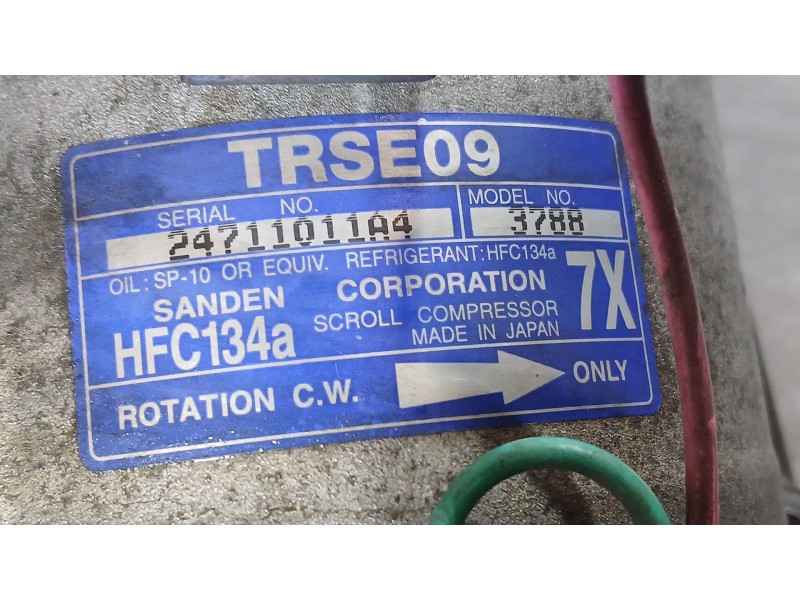 TRSE09
SERIAL NO. MODEL NO.
24711011A4 3788
OIL: SP-10 OR EQUIV. REFRIGERANT: HFC134a
SANDEN CORPORATION 7X
HFC134a SCROLL COMPRESSOR
MADE IN JAPAN
ROTATION C.W. ONLY